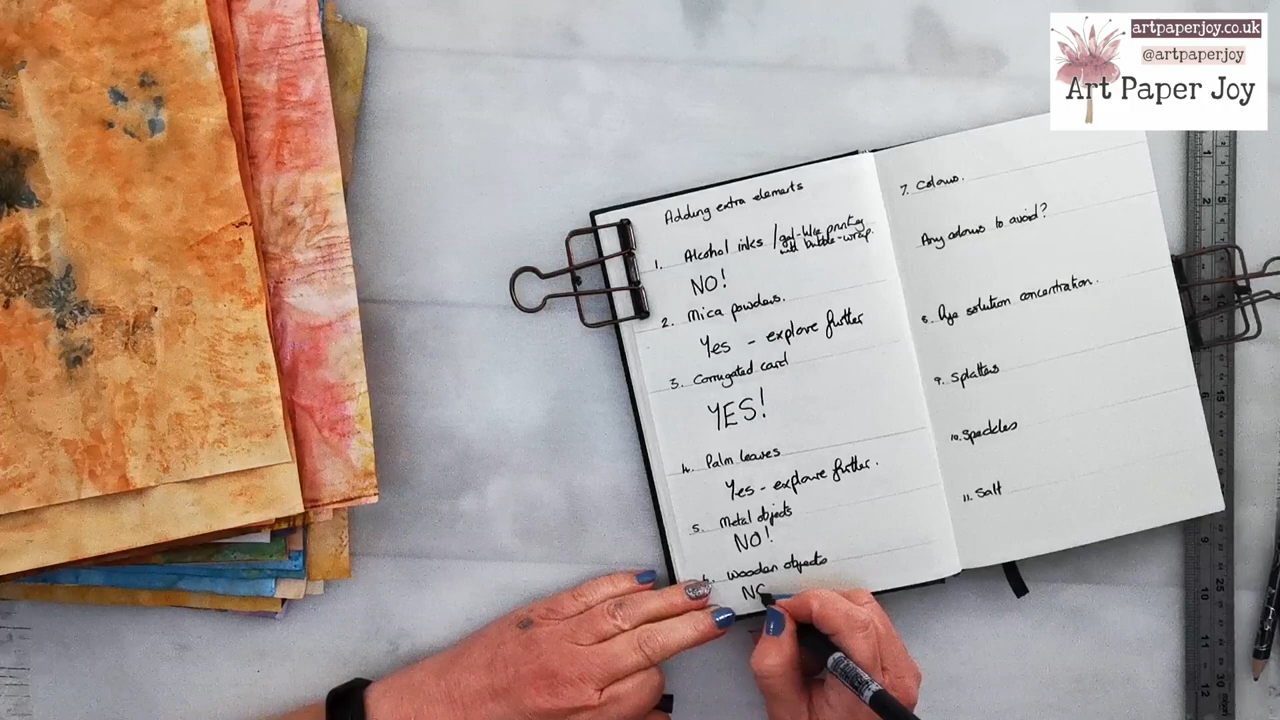 artpaperjoy.co.uk
@artpaperjoy
Art Paper Joy
Adding extra elements
1. Alcohol inks / gel-like printing
with bubble-wrap.
NO!
2. Mica powders.
Yes - explore further
3. Corrugated card
YES!
4. Palm leaves
Yes - explore further.
5. Metal objects
NO!
6. Wooden objects
NO
7. Colours.
Any colours to avoid?
8. Dye solution concentration.
9. Splatters
10. Speckles
11. Salt